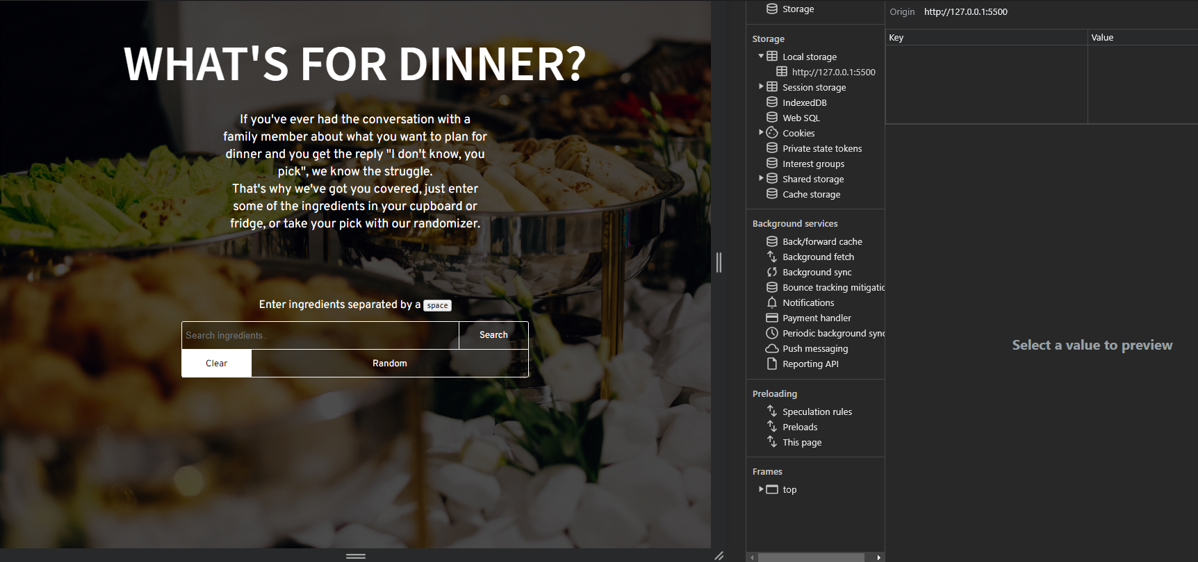 WHAT'S FOR DINNER?
If you've ever had the conversation with a
family member about what you want to plan for
dinner and you get the reply "I don't know, you
pick", we know the struggle.
That's why we've got you covered, just enter
some of the ingredients in your cupboard or
fridge, or take your pick with our randomizer.
Enter ingredients separated by a space
Search ingredients..
Search
Clear
Random
Storage
Storage
Local storage
http://127.0.0.1:5500
Session storage
IndexedDB
Web SQL
Cookies
Private state tokens
Interest groups
Shared storage
Cache storage
Background services
Back/forward cache
Background fetch
Background sync
Bounce tracking mitigatio
Notifications
Payment handler
Periodic background sync
Push messaging
Reporting API
Preloading
Speculation rules
Preloads
This page
Frames
top
Origin http://127.0.0.1:5500
Key Value
Select a value to preview